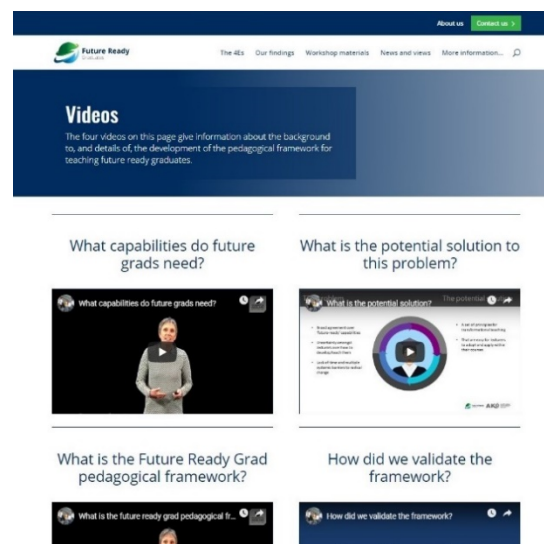 About us
Contact us >
Future Ready
Graduates
The 4Es
Our findings
Workshop materials
News and views
More information...
Videos
The four videos on this page give information about the background
to, and details of, the development of the pedagogical framework for
teaching future ready graduates.
What capabilities do future
grads need?
What is the potential solution to
this problem?
What capabilities do future grads need?
What is the potential solution?
The potential
What is the Future Ready Grad
pedagogical framework?
How did we validate the
framework?
What is the future ready grad pedagogical fr...
How did we validate the framework?